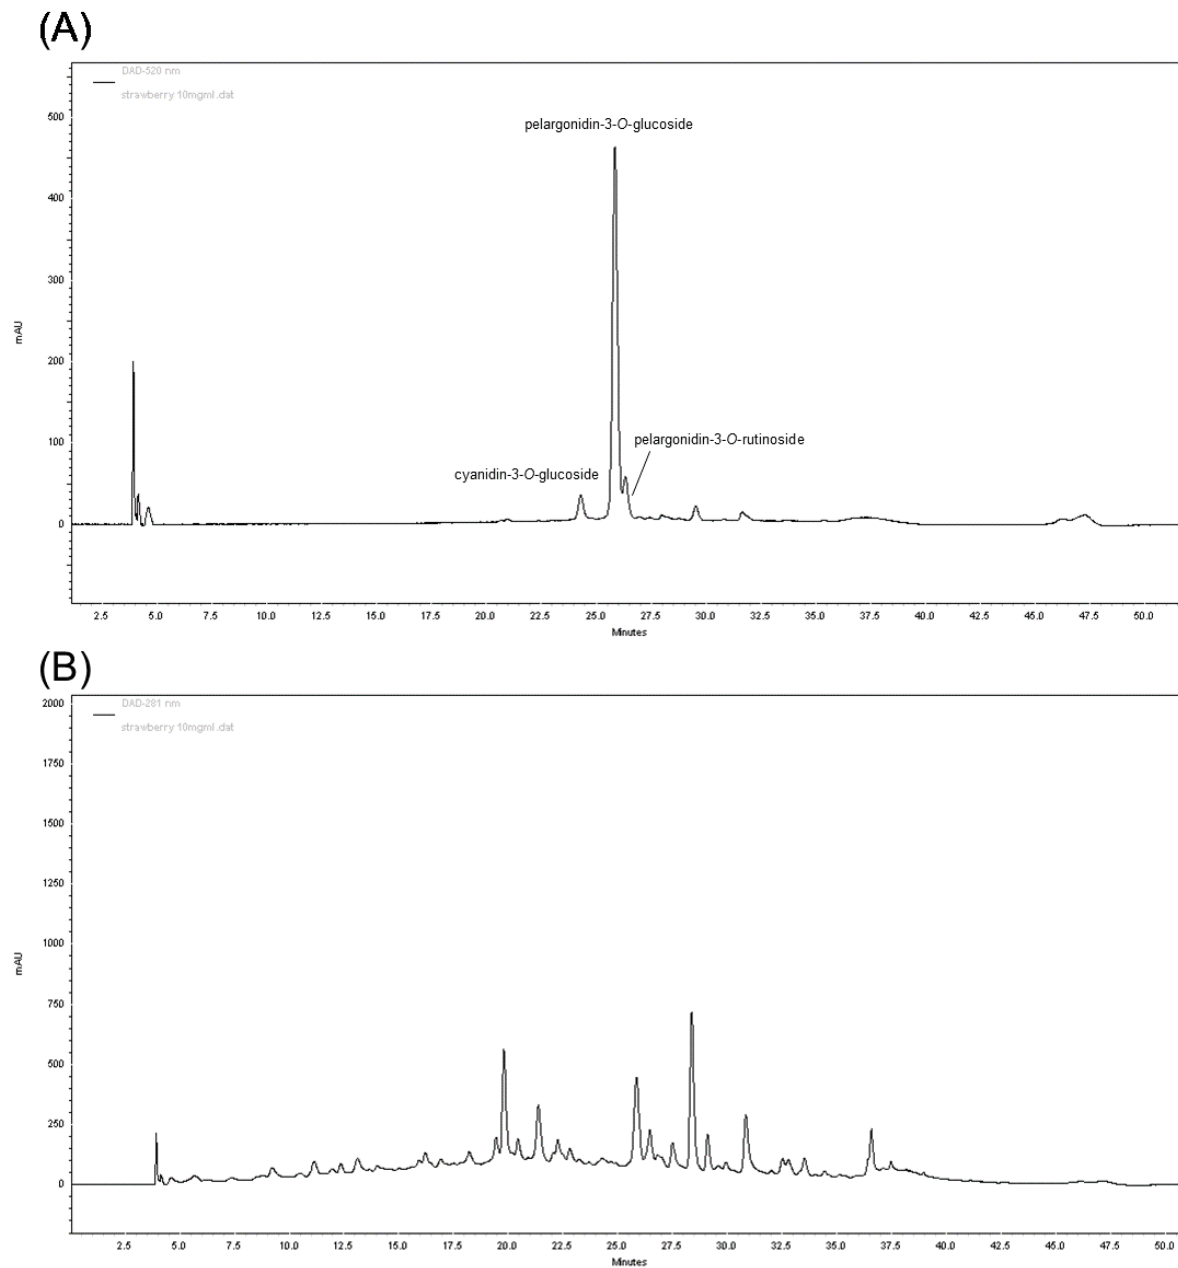 (A)
DAD-520 nm
strawberry 10mgml.dat
pelargonidin-3-O-glucoside
500
400
300
200
100
0
mAU
pelargonidin-3-O-rutinoside
cyanidin-3-O-glucoside
2.5 5.0 7.5 10.0 12.5 15.0 17.5 20.0 22.5 25.0 27.5 30.0 32.5 35.0 37.5 40.0 42.5 45.0 47.5 50.0
Minutes
(B)
DAD-281 nm
strawberry 10mgml.dat
2000
1750
1500
1250
1000
750
500
250
0
mAU
2.5 5.0 7.5 10.0 12.5 15.0 17.5 20.0 22.5 25.0 27.5 30.0 32.5 35.0 37.5 40.0 42.5 45.0 47.5 50.0
Minutes